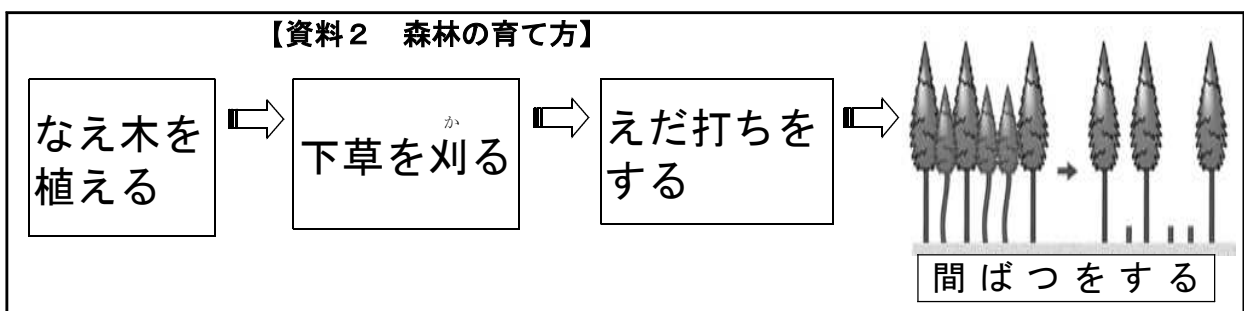 【資料２　森林の育て方】
なえ木を
植える
下草を刈る
か
えだ打ちを
する
間ばつをする